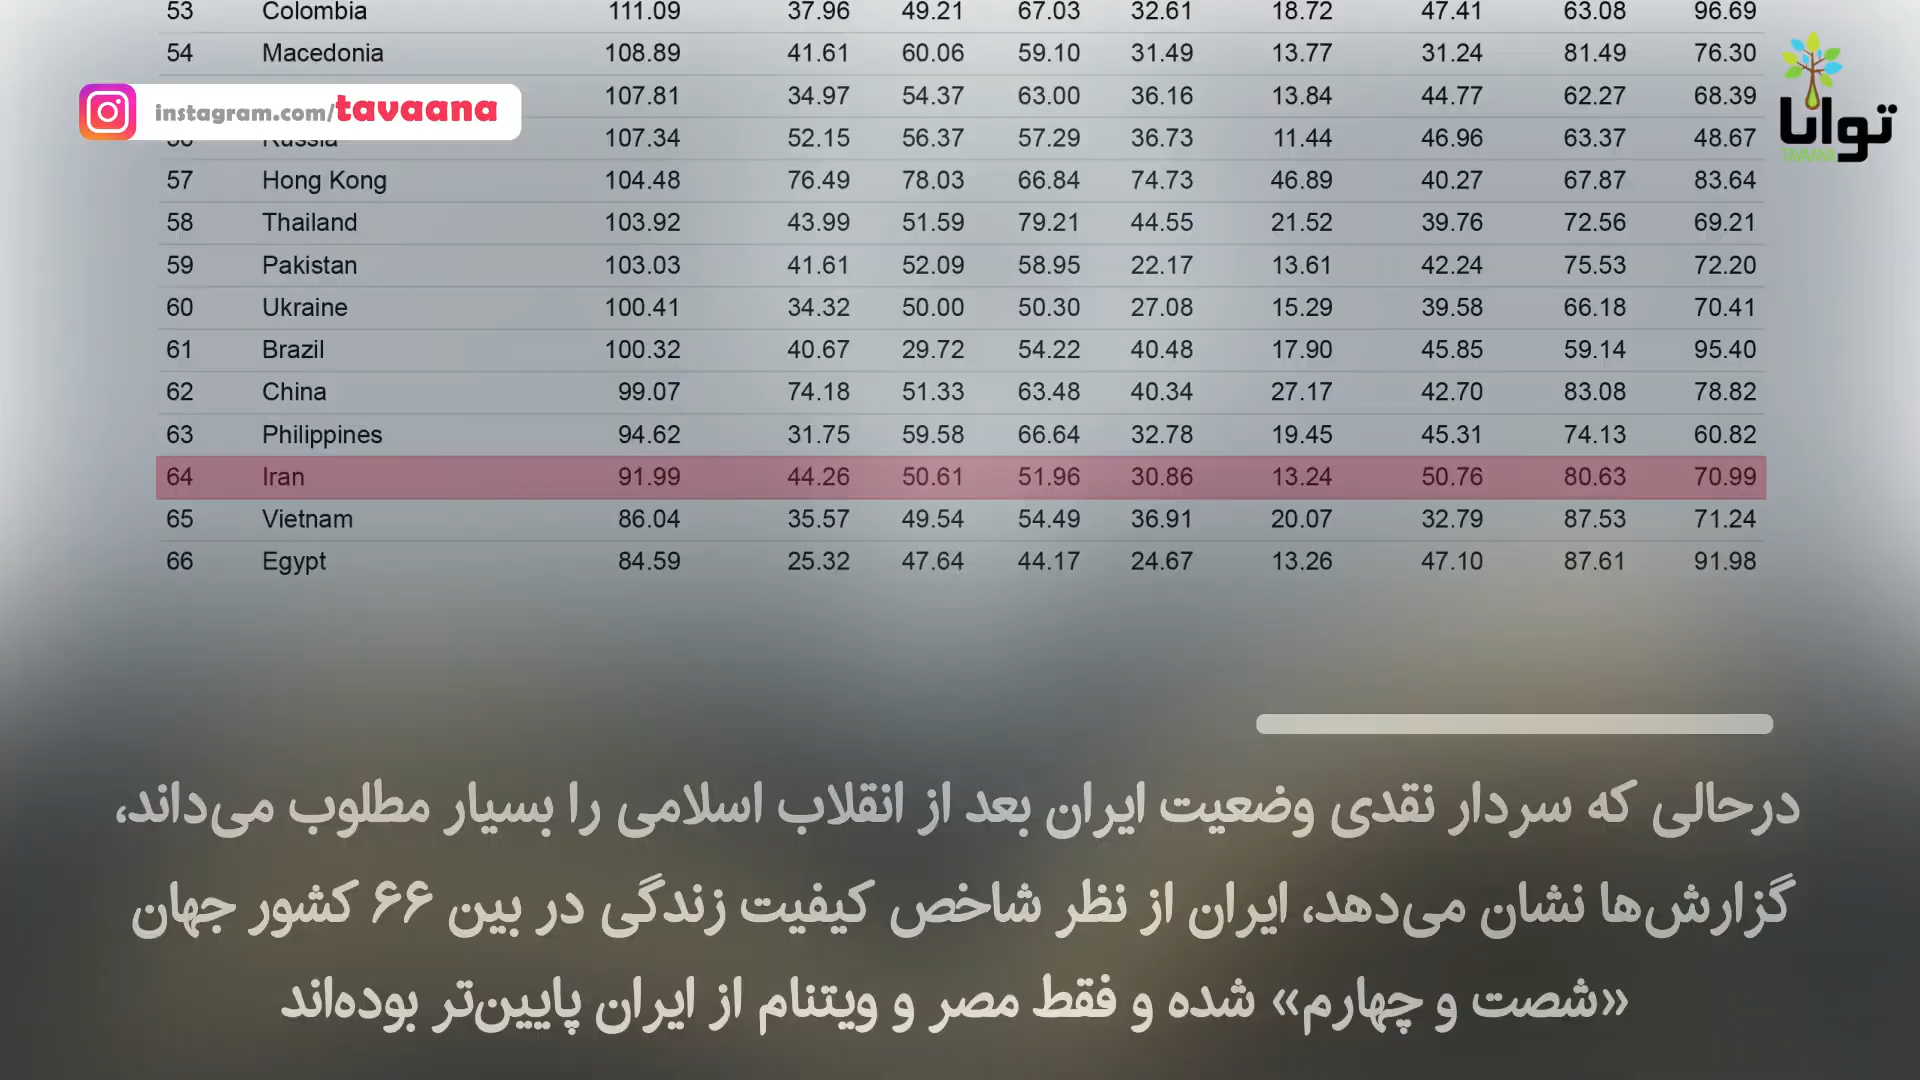 53 Colombia 111.09 37.96 49.21 67.03 32.61 18.72 47.41 63.08 96.69
54 Macedonia 108.89 41.61 60.06 59.10 31.49 13.77 31.24 81.49 76.30
instagram.com/tavaana
توانا
TAVAANA
107.81 34.97 54.37 63.00 36.16 13.84 44.77 62.27 68.39
Russia 107.34 52.15 56.37 57.29 36.73 11.44 46.96 63.37 48.67
57 Hong Kong 104.48 76.49 78.03 66.84 74.73 46.89 40.27 67.87 83.64
58 Thailand 103.92 43.99 51.59 79.21 44.55 21.52 39.76 72.56 69.21
59 Pakistan 103.03 41.61 52.09 58.95 22.17 13.61 42.24 75.53 72.20
60 Ukraine 100.41 34.32 50.00 50.30 27.08 15.29 39.58 66.18 70.41
61 Brazil 100.32 40.67 29.72 54.22 40.48 17.90 45.85 59.14 95.40
62 China 99.07 74.18 51.33 63.48 40.34 27.17 42.70 83.08 78.82
63 Philippines 94.62 31.75 59.58 66.64 32.78 19.45 45.31 74.13 60.82
64 Iran 91.99 44.26 50.61 51.96 30.86 13.24 50.76 80.63 70.99
65 Vietnam 86.04 35.57 49.54 54.49 36.91 20.07 32.79 87.53 71.24
66 Egypt 84.59 25.32 47.64 44.17 24.67 13.26 47.10 87.61 91.98
درحالی که سردار نقدی وضعیت ایران بعد از انقلاب اسلامی را بسیار مطلوب می‌داند،
گزارش‌ها نشان می‌دهد، ایران از نظر شاخص کیفیت زندگی در بین ۶۶ کشور جهان
«شصت و چهارم» شده و فقط مصر و ویتنام از ایران پایین‌تر بوده‌اند